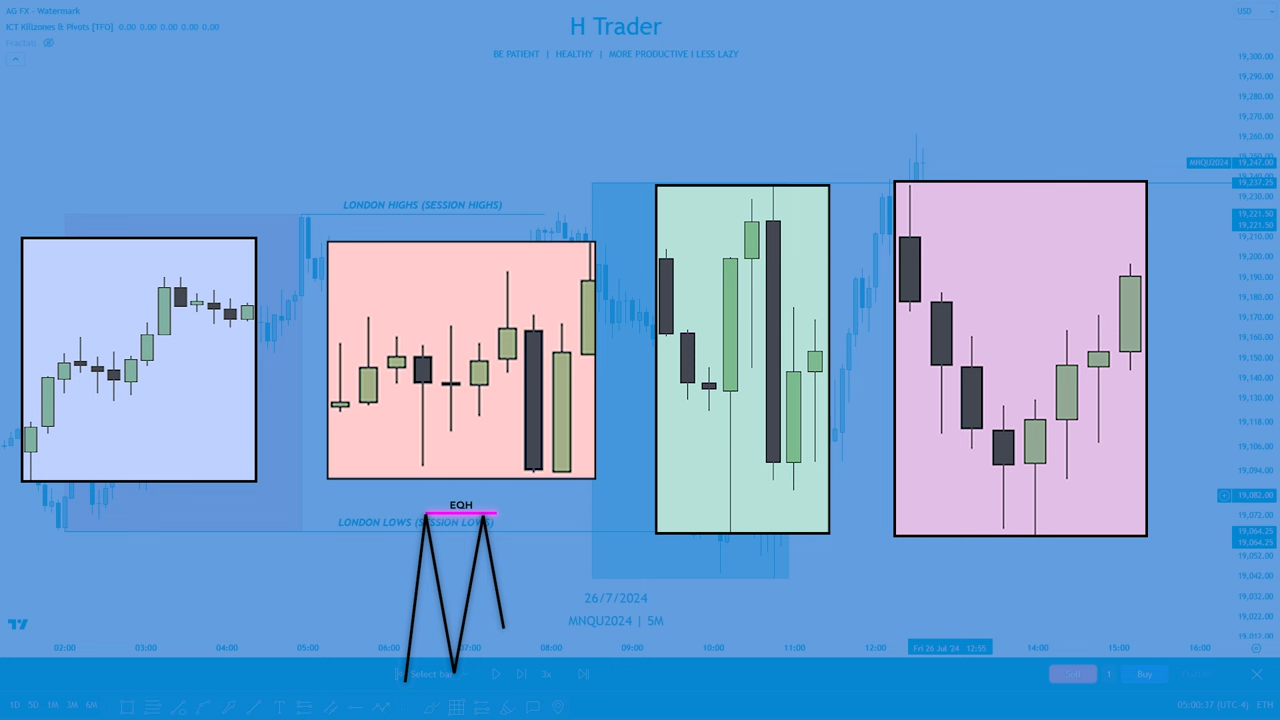 AG FX - Watermark
ICT Killzones & Pivots [TFO] 0.00 0.00 0.00 0.00 0.00
Fractals
H Trader
BE PATIENT | HEALTHY | MORE PRODUCTIVE I LESS LAZY
USD
19,300.00
19,290.00
19,280.00
19,270.00
19,260.00
MNQU2024 19,247.00
19,237.25
19,230.00
19,221.50
19,221.50
19,210.00
19,200.00
19,190.00
19,180.00
19,170.00
19,160.00
19,150.00
19,140.00
19,130.00
19,118.00
19,106.00
19,094.00
19,082.00
19,072.00
19,064.25
19,064.25
19,052.00
19,042.00
19,032.00
19,022.00
19,012.00
LONDON HIGHS (SESSION HIGHS)
EQH
LONDON LOWS (SESSION LOWS)
26/7/2024
MNQU2024 | 5M
02:00 03:00 04:00 05:00 06:00 07:00 08:00 09:00 10:00 11:00 Fri 26 Jul '24 12:55 14:00 15:00 16:00
Select bar 3x Sell 1 Buy
1D 5D 1M 3M 6M 05:00:37 (UTC-4) ETH